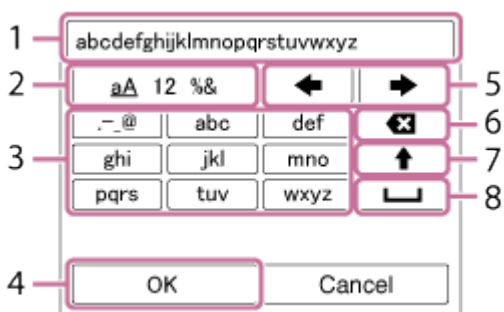 1 abcdefghijklmnopqrstuvwxyz
2 aA 12 %& 5
.-_@ abc def 6
3 ghi jkl mno 7
pqrs tuv wxyz 8
4 OK Cancel